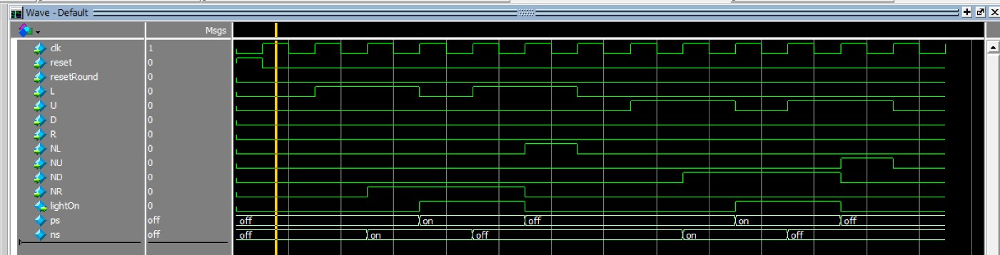 Wave - Default
Msgs
clk 1
reset 0
resetRound 0
L 0
U 0
D 0
R 0
NL 0
NU 0
ND 0
NR 0
lightOn 0
ps off off on off on off
ns off off on off on off